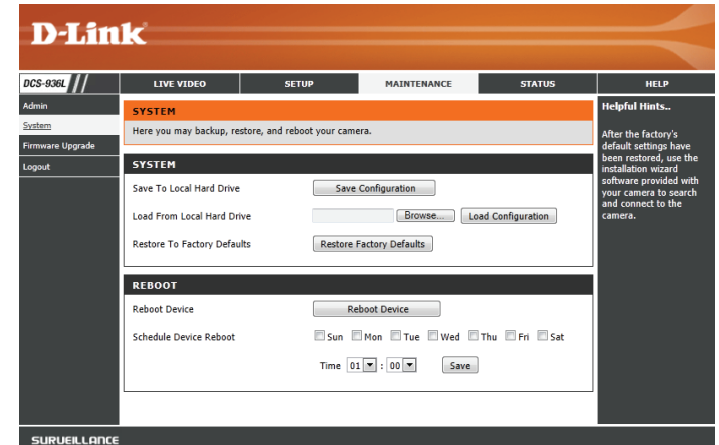 D-Link
DCS-936L
LIVE VIDEO
SETUP
MAINTENANCE
STATUS
HELP
Admin
System
Firmware Upgrade
Logout
SYSTEM
Here you may backup, restore, and reboot your camera.
SYSTEM
Save To Local Hard Drive
Save Configuration
Load From Local Hard Drive
Browse...
Load Configuration
Restore To Factory Defaults
Restore Factory Defaults
REBOOT
Reboot Device
Reboot Device
Schedule Device Reboot
Sun Mon Tue Wed Thu Fri Sat
Time 01 : 00
Save
Helpful Hints..
After the factory's
default settings have
been restored, use the
installation wizard
software provided with
your camera to search
and connect to the
camera.
SURVEILLANCE